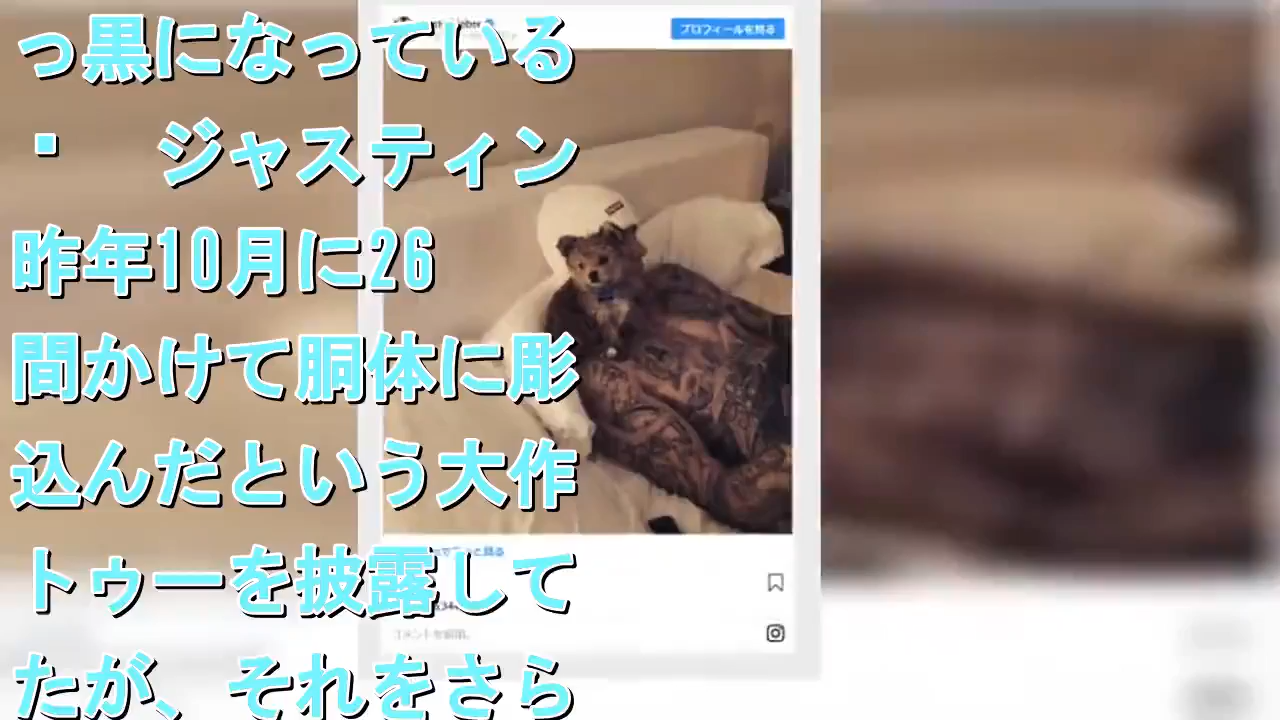 っ黒になっている
・　ジャスティン
昨年10月に26
間かけて胴体に彫
込んだという大作
トゥーを披露して
たが、それをさら
プロフィールを見る